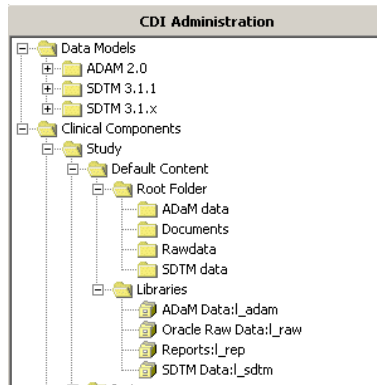 CDI Administration
Data Models
ADAM 2.0
SDTM 3.1.1
SDTM 3.1.x
Clinical Components
Study
Default Content
Root Folder
ADaM data
Documents
Rawdata
SDTM data
Libraries
ADaM Data:l_adam
Oracle Raw Data:l_raw
Reports:l_rep
SDTM Data:l_sdtm